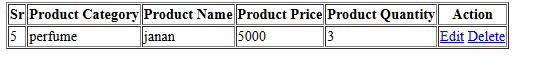 Sr Product Category Product Name Product Price Product Quantity Action
5 perfume janan 5000 3 Edit Delete